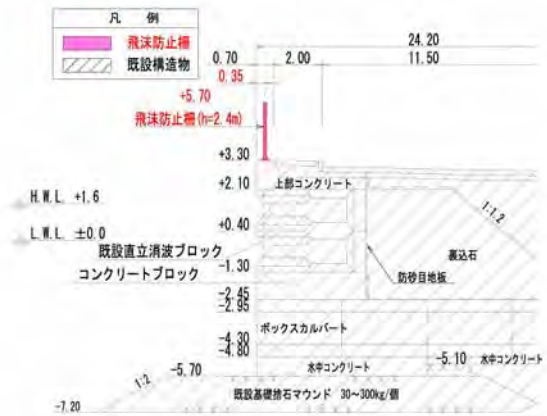 凡 例
飛沫防止柵
既設構造物
24.20
0.70 2.00 11.50
0.35
+5.70
飛沫防止柵(h=2.4m)
+3.30
+2.10
上部コンクリート
H.W.L. +1.6
1:1.2
+0.40
L.W.L. ±0.0
既設直立消波ブロック
裏込石
-1.30
コンクリートブロック
防砂目地板
-2.45
-2.95
ボックスカルバート
-4.30
-4.80
-5.10
水中コンクリート
水中コンクリート
-5.70
1:2
既設基礎捨石マウンド 30~300kg/個
-7.20